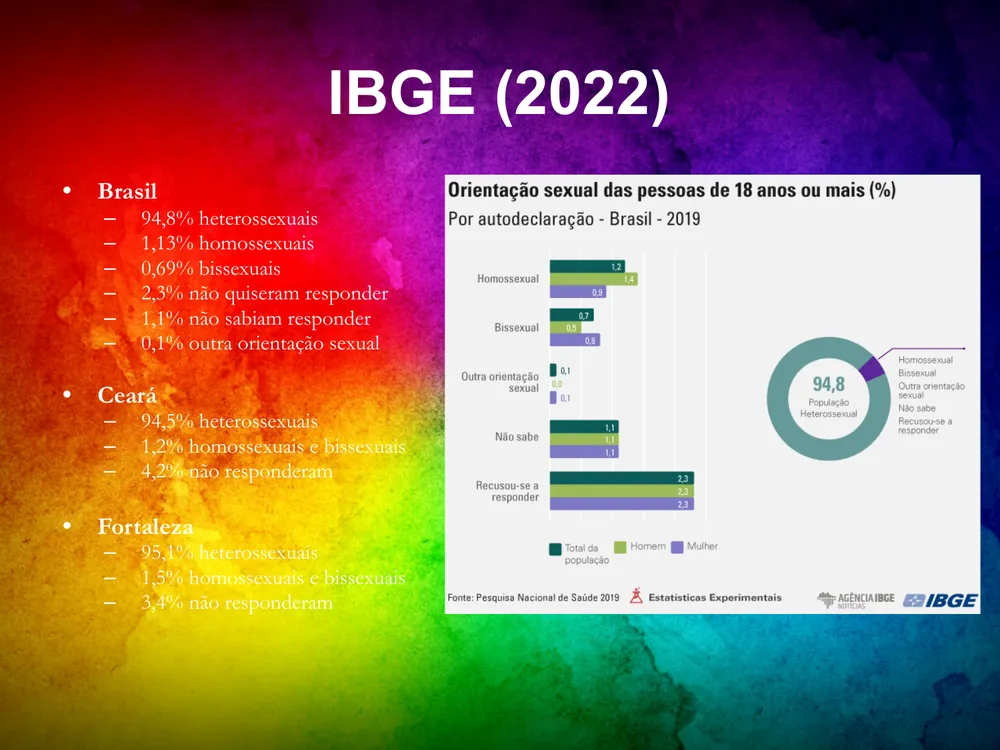 IBGE (2022)
• Brasil
– 94,8% heterossexuais
– 1,13% homossexuais
– 0,69% bissexuais
– 2,3% não quiseram responder
– 1,1% não sabiam responder
– 0,1% outra orientação sexual
• Ceará
– 94,5% heterossexuais
– 1,2% homossexuais e bissexuais
– 4,2% não responderam
• Fortaleza
– 95,1% heterossexuais
– 1,5% homossexuais e bissexuais
– 3,4% não responderam
Orientação sexual das pessoas de 18 anos ou mais (%)
Por autodeclaração - Brasil - 2019
Homossexual
1,2
1,4
0,9
Bissexual
0,7
0,5
0,8
Outra orientação
sexual
0,1
0,0
0,1
Não sabe
1,1
1,1
1,1
Recusou-se a
responder
2,3
2,3
2,3
Total da
população
Homem
Mulher
94,8
População
Heterossexual
Homossexual
Bissexual
Outra orientação
sexual
Não sabe
Recusou-se a
responder
Fonte: Pesquisa Nacional de Saúde 2019
Estatísticas Experimentais
AGÊNCIA IBGE
NOTÍCIAS
IBGE